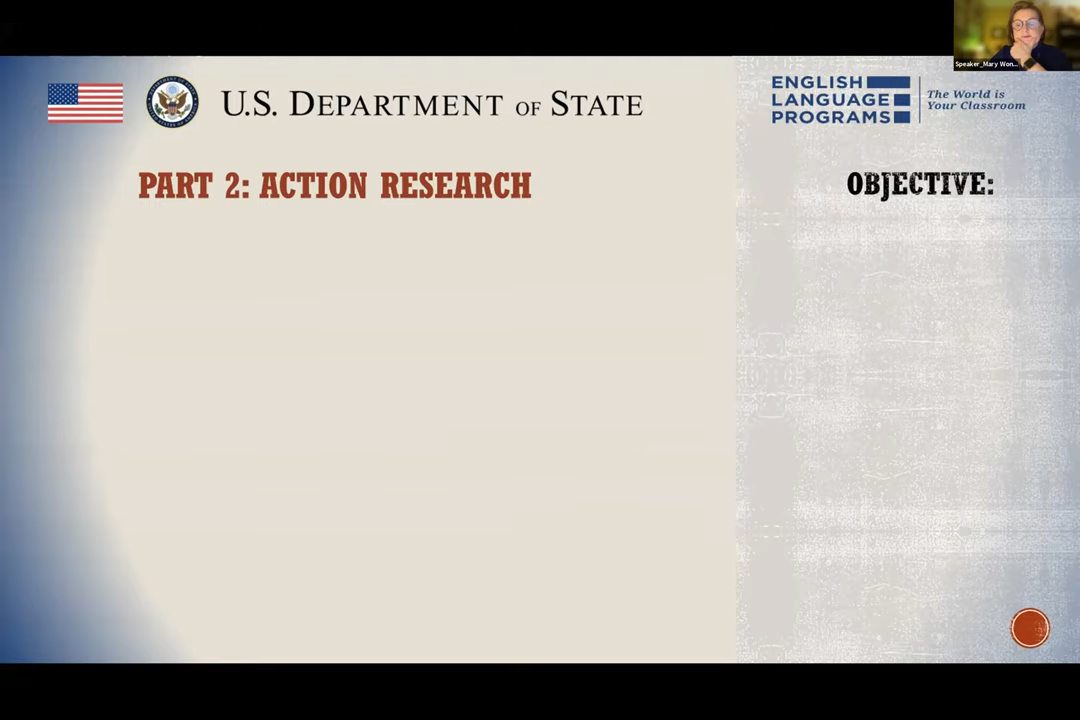 Speaker_Mary Won...
U.S. DEPARTMENT OF STATE
ENGLISH
LANGUAGE
PROGRAMS
The World is
Your Classroom
PART 2: ACTION RESEARCH
OBJECTIVE: